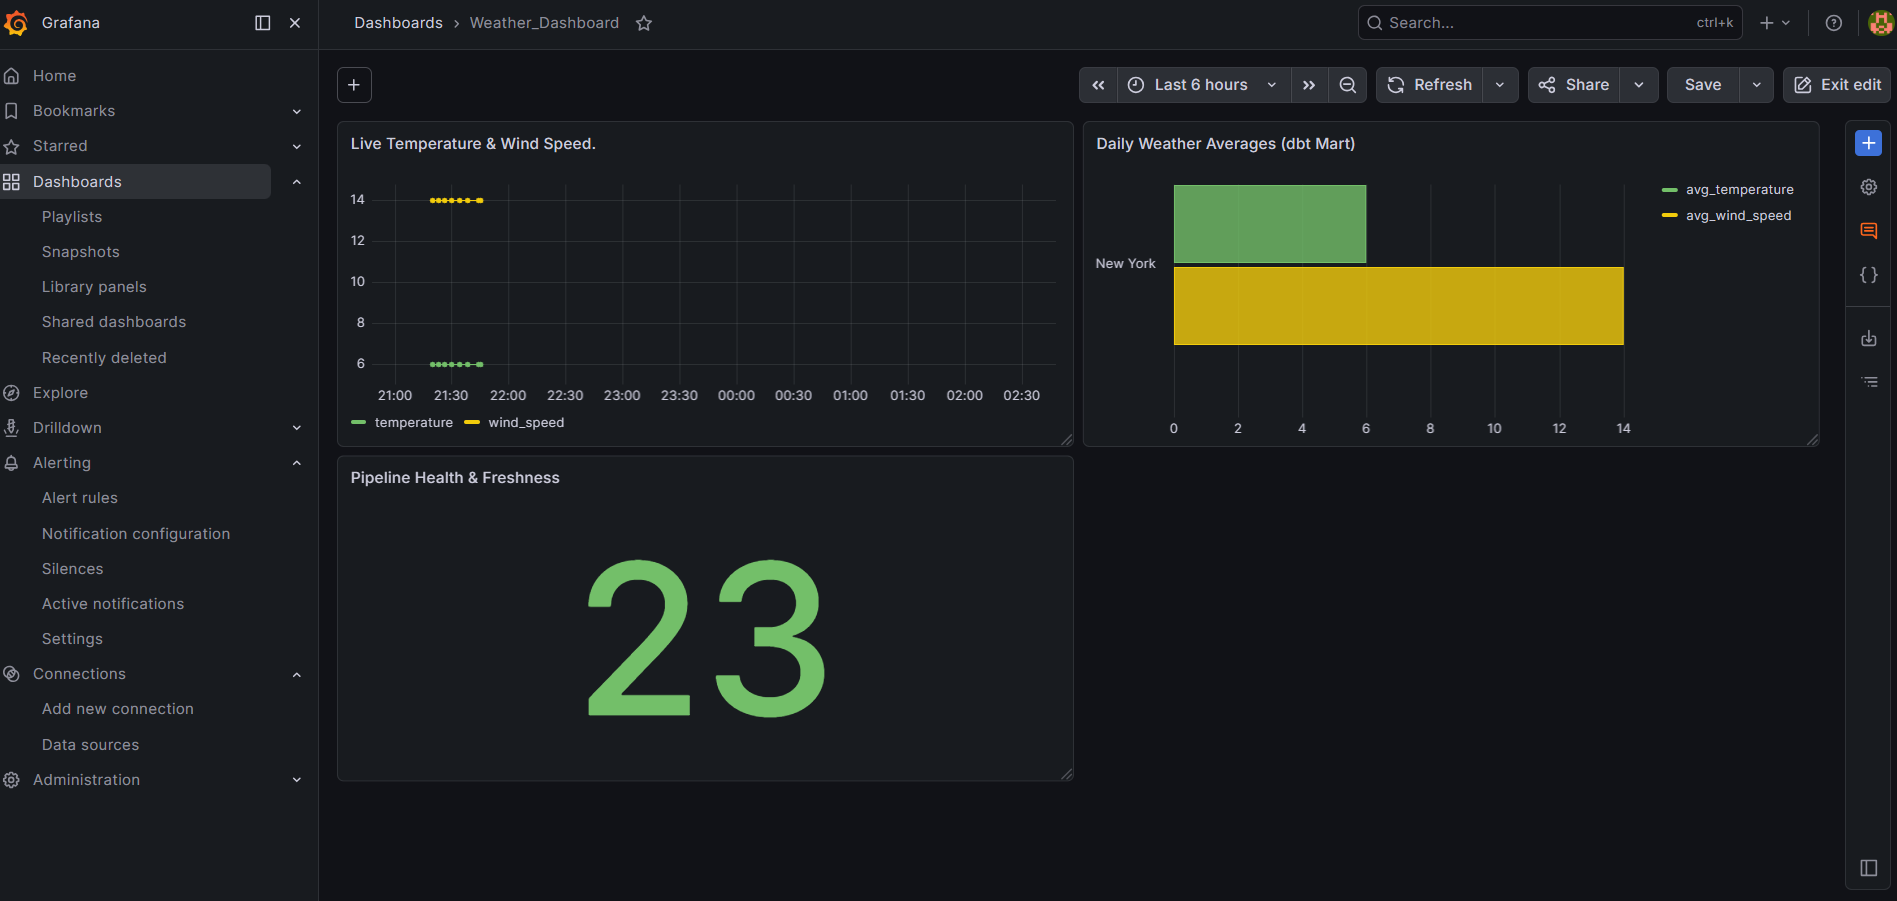 Grafana
Dashboards › Weather_Dashboard
Search...
ctrl+k
Home
Bookmarks
Starred
Dashboards
Playlists
Snapshots
Library panels
Shared dashboards
Recently deleted
Explore
Drilldown
Alerting
Alert rules
Notification configuration
Silences
Active notifications
Settings
Connections
Add new connection
Data sources
Administration
Last 6 hours
Refresh
Share
Save
Exit edit
Live Temperature & Wind Speed.
14
12
10
8
6
21:00 21:30 22:00 22:30 23:00 23:30 00:00 00:30 01:00 01:30 02:00 02:30
temperature wind_speed
Daily Weather Averages (dbt Mart)
avg_temperature
avg_wind_speed
New York
0 2 4 6 8 10 12 14
Pipeline Health & Freshness
23